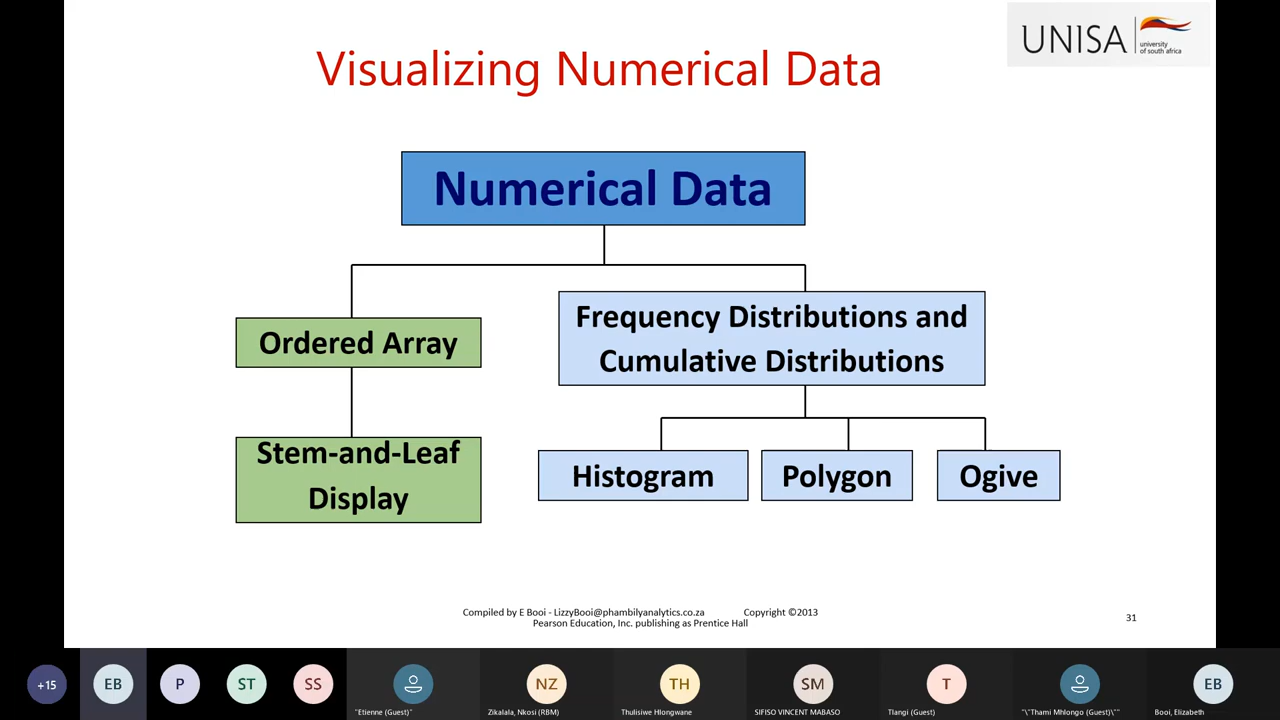 UNISA
university
of south africa
Visualizing Numerical Data
Numerical Data
Ordered Array
Frequency Distributions and
Cumulative Distributions
Stem-and-Leaf
Display
Histogram
Polygon
Ogive
Compiled by E Booi - LizzyBooi@phambilyanalytics.co.za Copyright ©2013
Pearson Education, Inc. publishing as Prentice Hall
31
+15
EB
P
ST
SS
"Etienne (Guest)"
NZ
Zikalala, Nkosi (RBM)
TH
Thulisiwe Hlongwane
SM
SIFISO VINCENT MABASO
T
Tlangi (Guest)
"\"Thami Mhlongo (Guest)\""
EB
Booi, Elizabeth